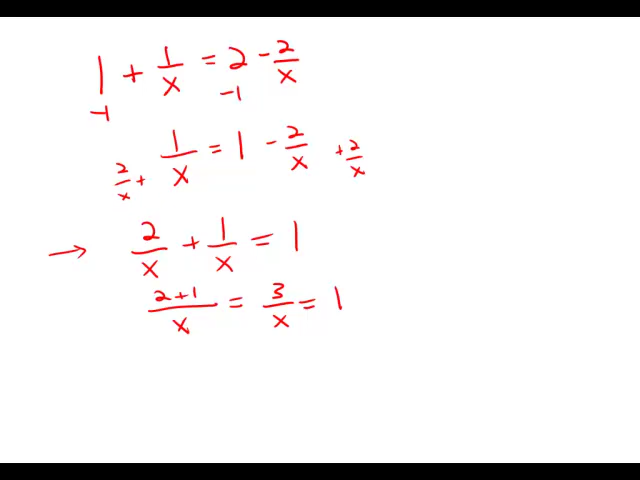 1 + 1/x = 2 - 2/x
-1 -1
2/x + 1/x = 1 - 2/x + 2/x
→ 2/x + 1/x = 1
(2+1)/x = 3/x = 1